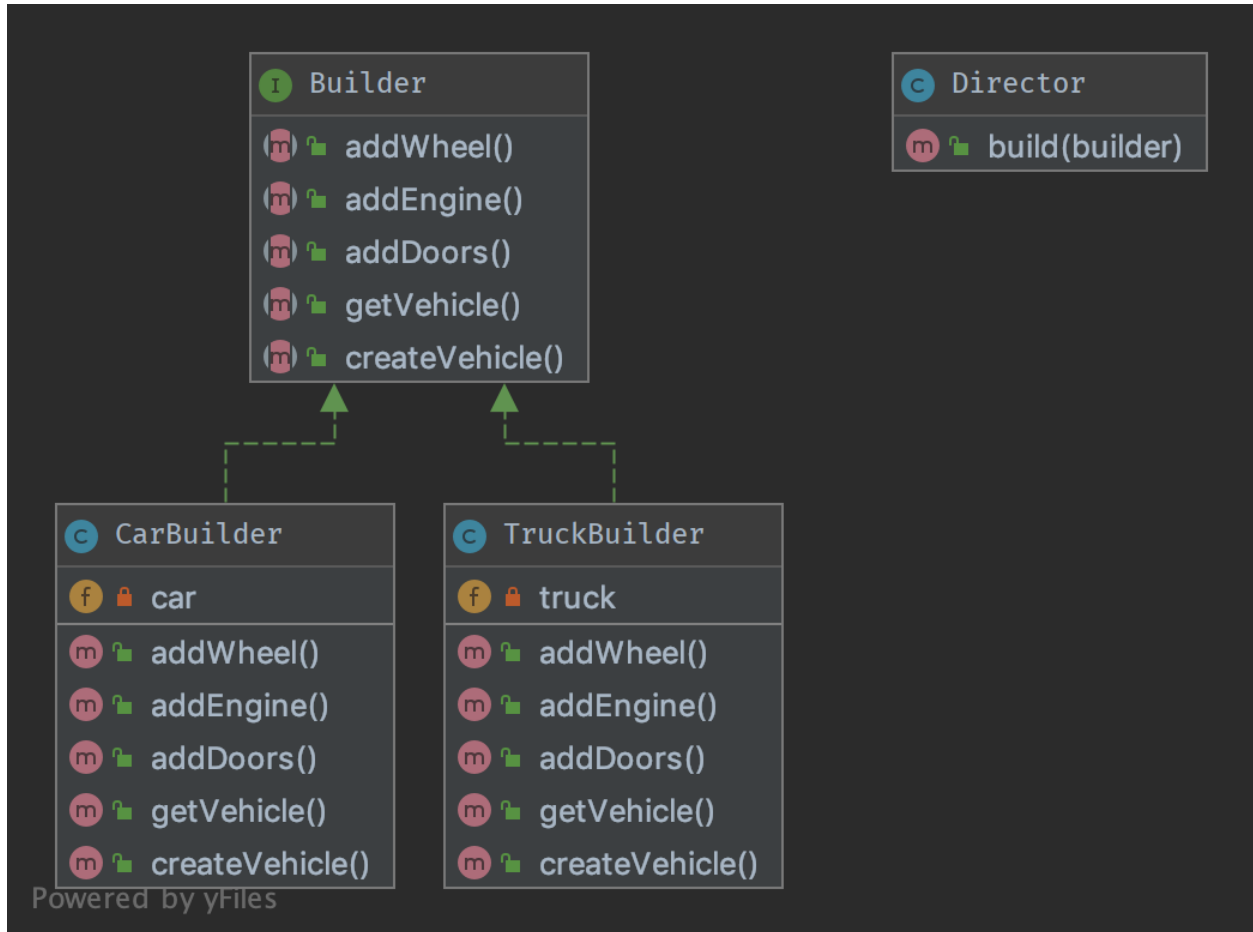 Builder
addWheel()
addEngine()
addDoors()
getVehicle()
createVehicle()
Director
build(builder)
CarBuilder
car
addWheel()
addEngine()
addDoors()
getVehicle()
createVehicle()
TruckBuilder
truck
addWheel()
addEngine()
addDoors()
getVehicle()
createVehicle()
Powered by yFiles